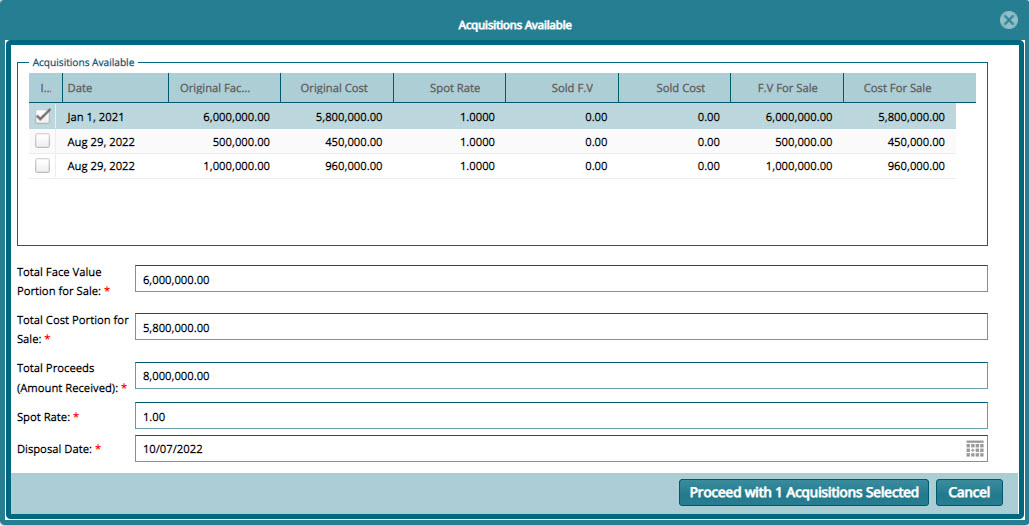 Acquisitions Available
Acquisitions Available
I... Date Original Fac... Original Cost Spot Rate Sold F.V Sold Cost F.V For Sale Cost For Sale
Jan 1, 2021 6,000,000.00 5,800,000.00 1.0000 0.00 0.00 6,000,000.00 5,800,000.00
Aug 29, 2022 500,000.00 450,000.00 1.0000 0.00 0.00 500,000.00 450,000.00
Aug 29, 2022 1,000,000.00 960,000.00 1.0000 0.00 0.00 1,000,000.00 960,000.00
Total Face Value
Portion for Sale: * 6,000,000.00
Total Cost Portion for
Sale: * 5,800,000.00
Total Proceeds
(Amount Received): * 8,000,000.00
Spot Rate: * 1.00
Disposal Date: * 10/07/2022
Proceed with 1 Acquisitions Selected Cancel